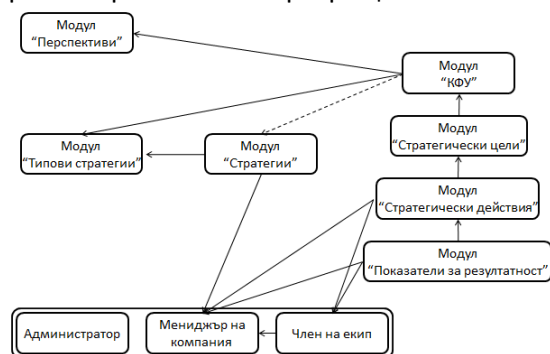 Модул
“Перспективи”
Модул
“КФУ”
Модул
“Стратегически цели”
Модул
“Типови стратегии”
Модул
“Стратегии”
Модул
“Стратегически действия”
Модул
“Показатели за резултатност”
Администратор
Мениджър на
компания
Член на екип